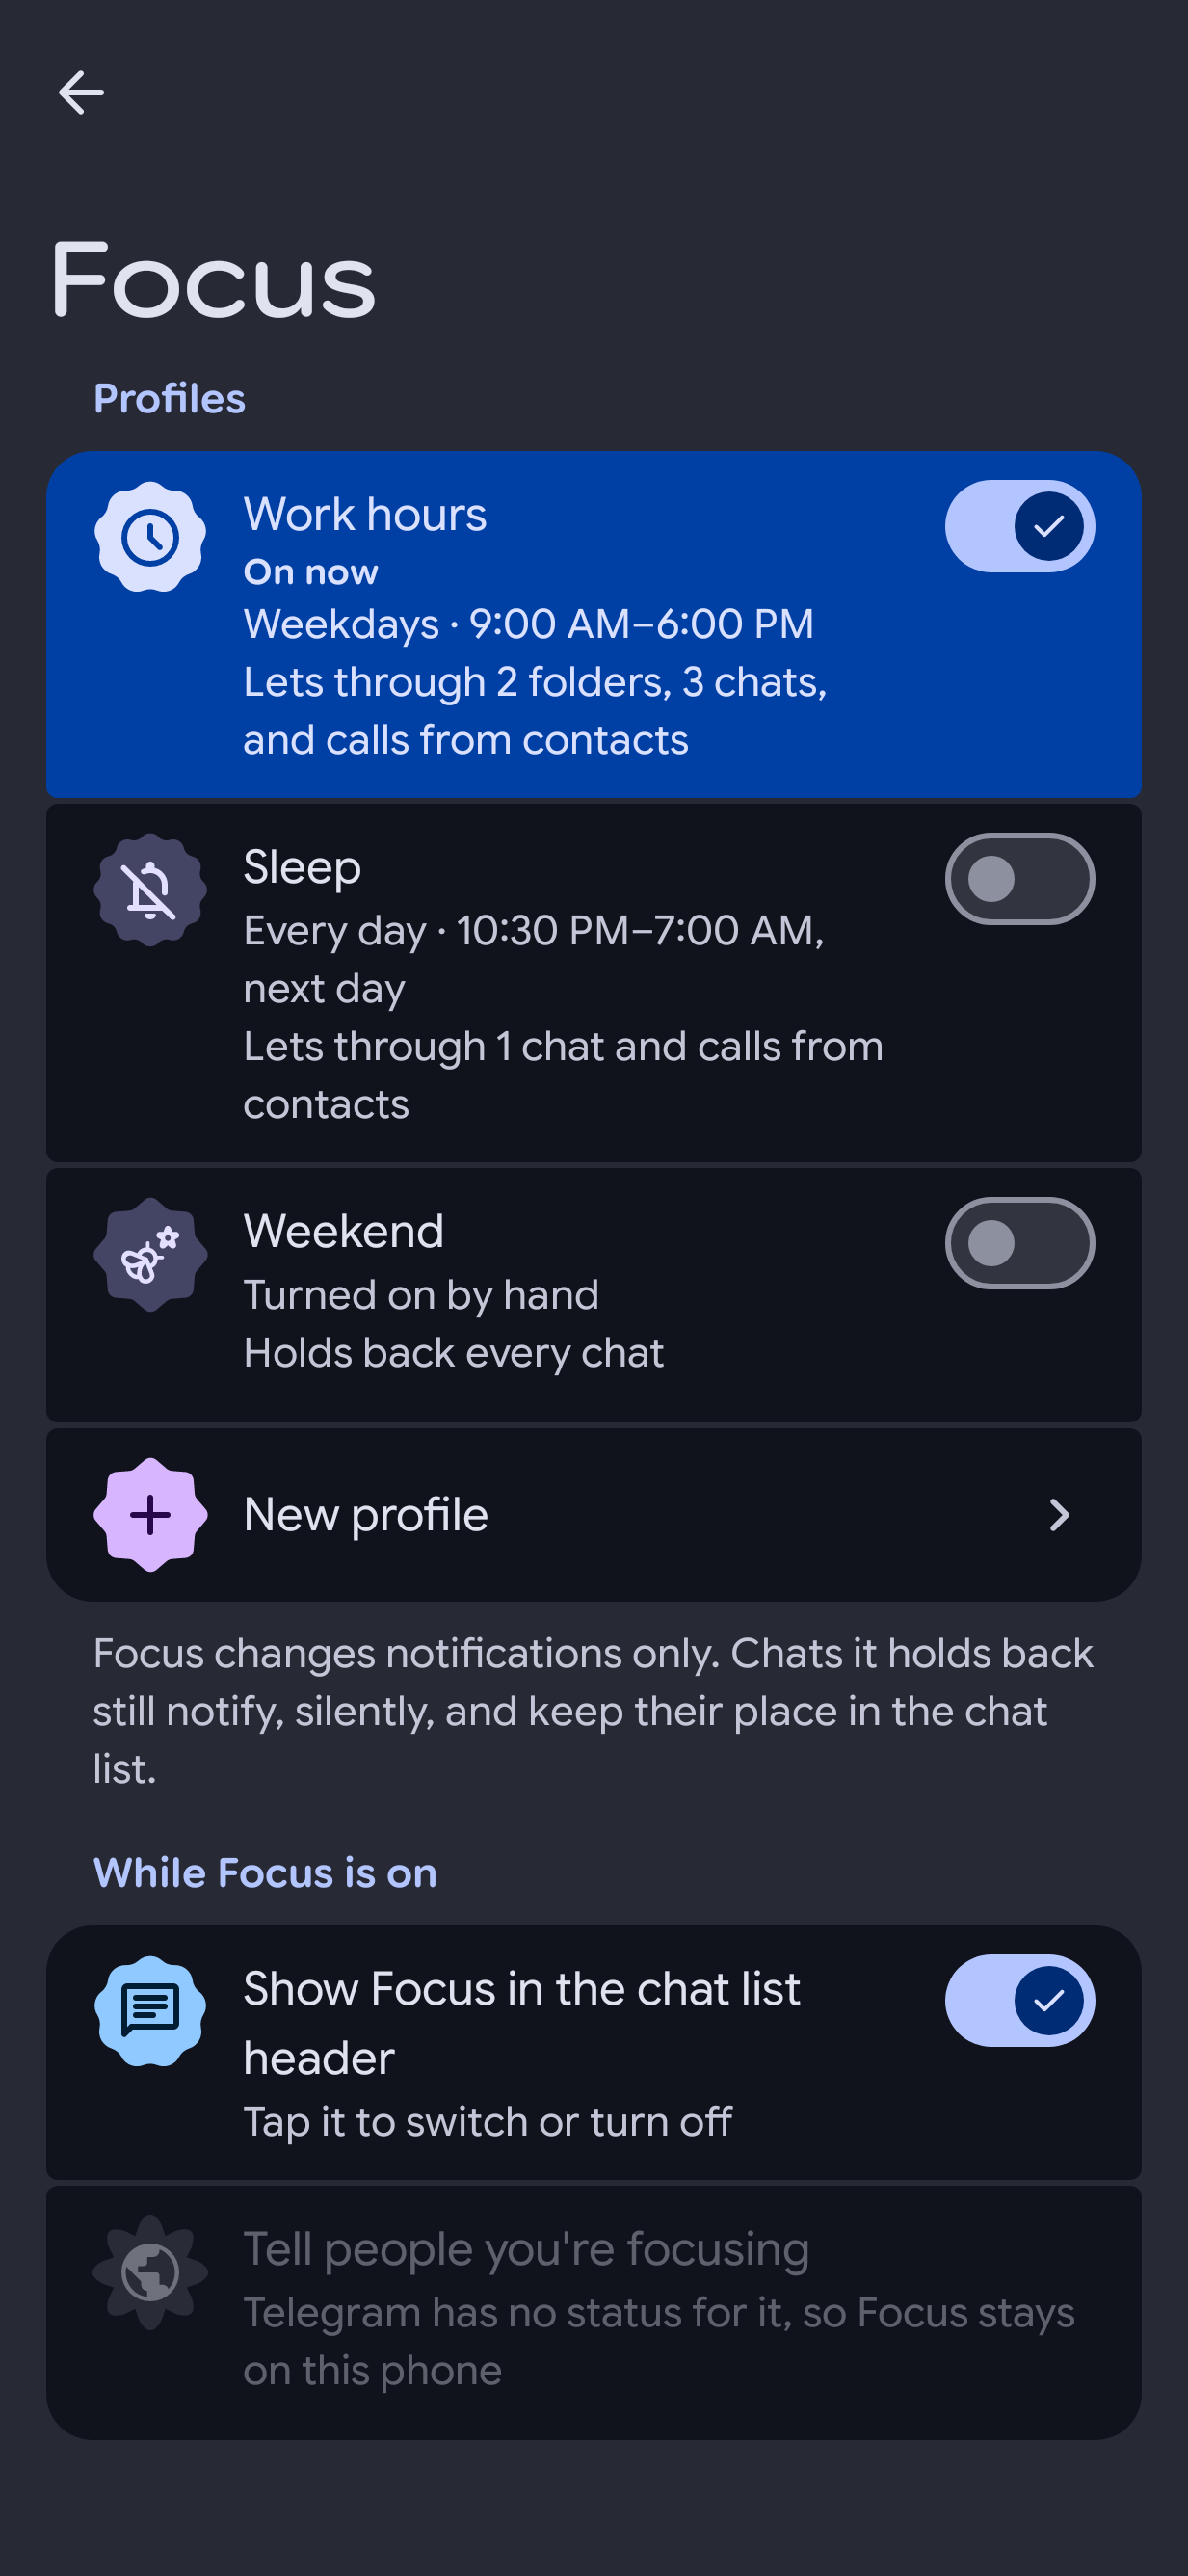 Focus
Profiles
Work hours
On now
Weekdays · 9:00 AM–6:00 PM
Lets through 2 folders, 3 chats,
and calls from contacts
Sleep
Every day · 10:30 PM–7:00 AM,
next day
Lets through 1 chat and calls from
contacts
Weekend
Turned on by hand
Holds back every chat
New profile
Focus changes notifications only. Chats it holds back
still notify, silently, and keep their place in the chat
list.
While Focus is on
Show Focus in the chat list
header
Tap it to switch or turn off
Tell people you're focusing
Telegram has no status for it, so Focus stays
on this phone